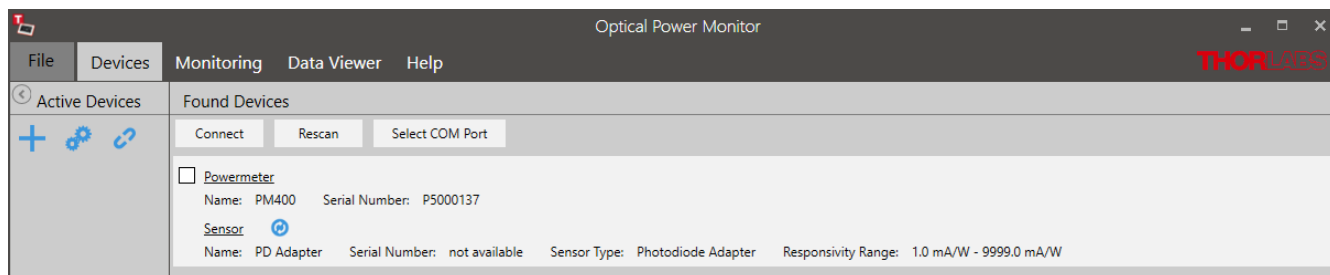 Optical Power Monitor
File Devices Monitoring Data Viewer Help THORLABS
Active Devices Found Devices
Connect Rescan Select COM Port
Powermeter
Name: PM400 Serial Number: P5000137
Sensor
Name: PD Adapter Serial Number: not available Sensor Type: Photodiode Adapter Responsivity Range: 1.0 mA/W - 9999.0 mA/W